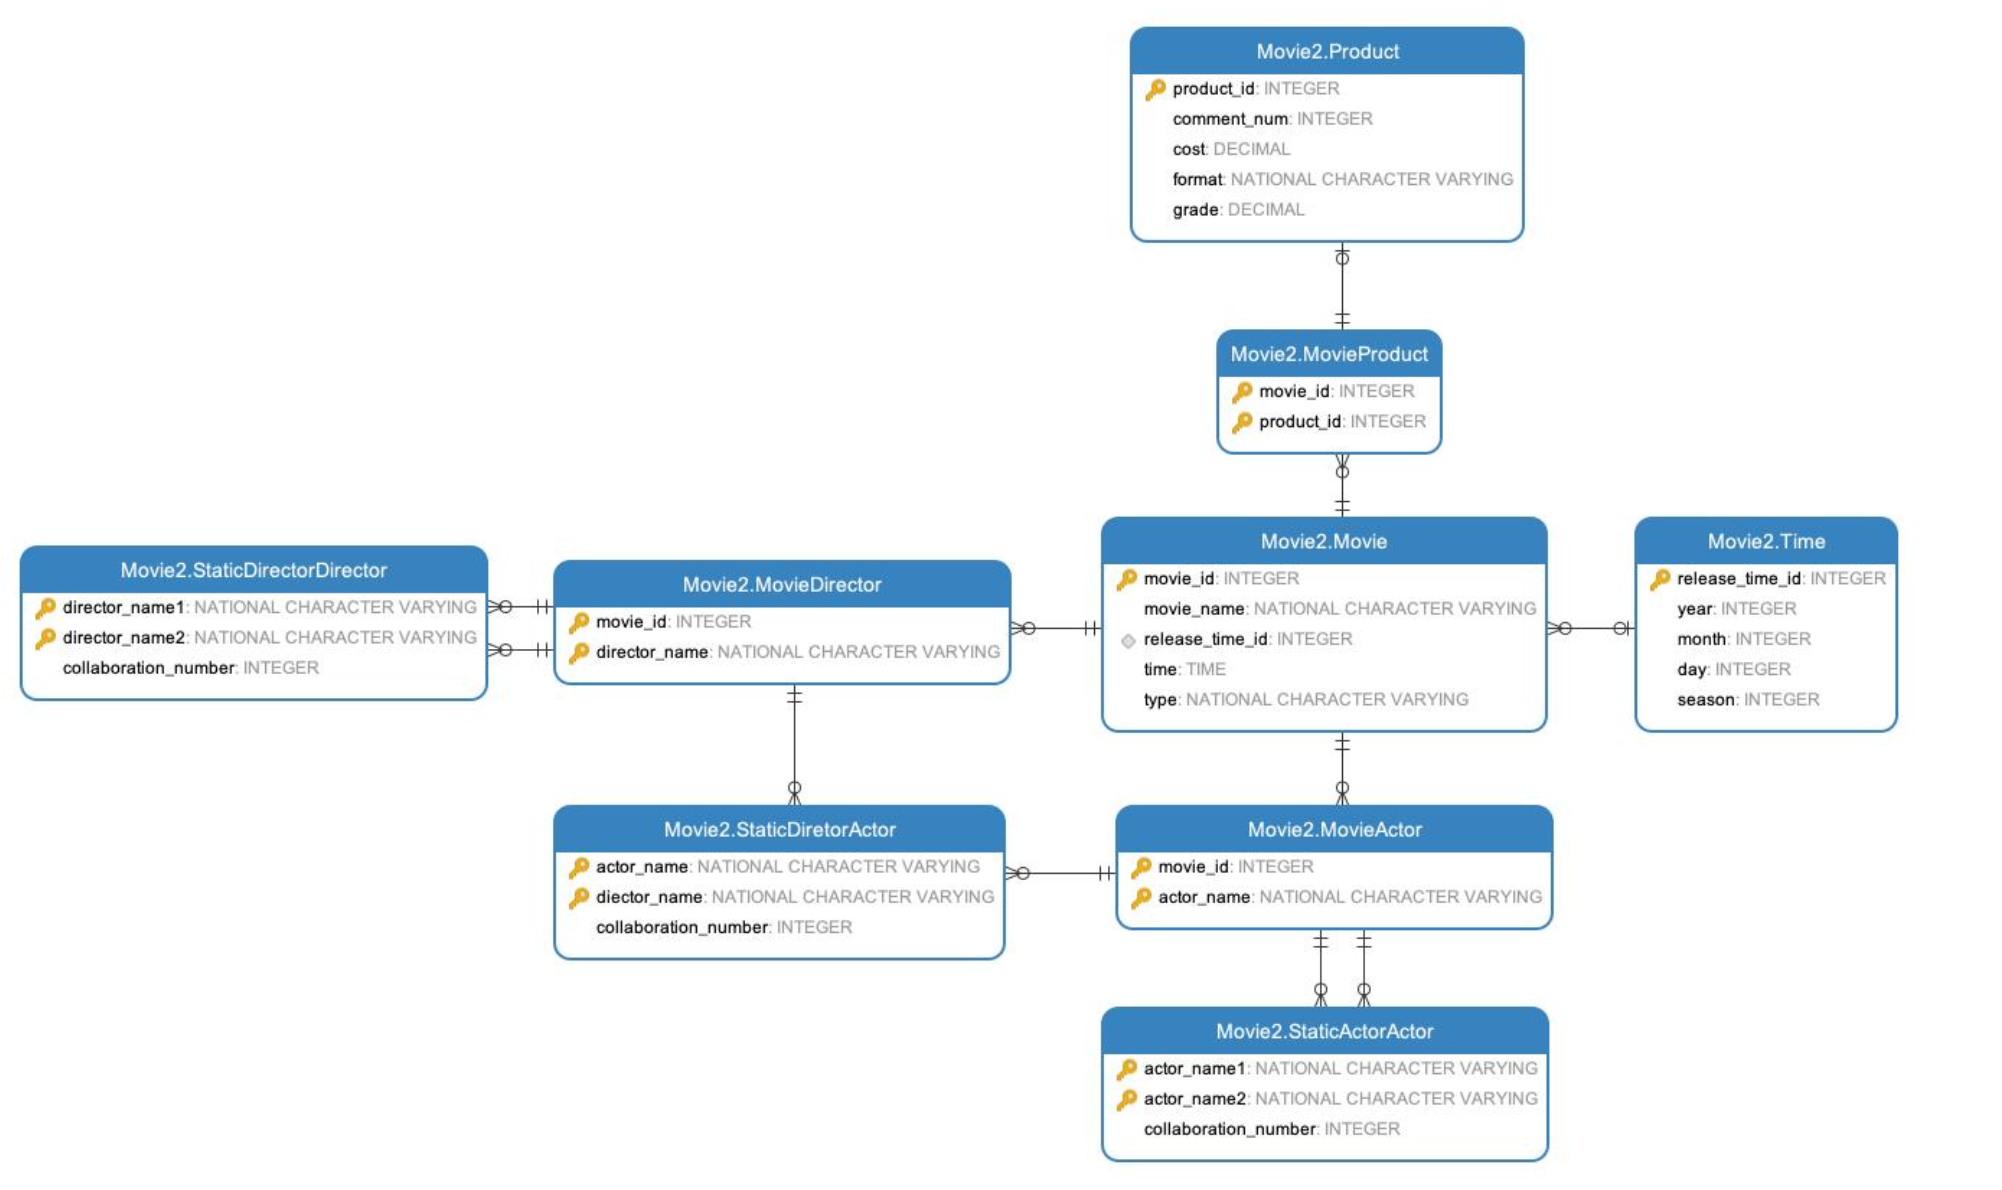 Movie2.Product
product_id: INTEGER
comment_num: INTEGER
cost: DECIMAL
format: NATIONAL CHARACTER VARYING
grade: DECIMAL
Movie2.MovieProduct
movie_id: INTEGER
product_id: INTEGER
Movie2.StaticDirectorDirector
director_name1: NATIONAL CHARACTER VARYING
director_name2: NATIONAL CHARACTER VARYING
collaboration_number: INTEGER
Movie2.MovieDirector
movie_id: INTEGER
director_name: NATIONAL CHARACTER VARYING
Movie2.Movie
movie_id: INTEGER
movie_name: NATIONAL CHARACTER VARYING
release_time_id: INTEGER
time: TIME
type: NATIONAL CHARACTER VARYING
Movie2.Time
release_time_id: INTEGER
year: INTEGER
month: INTEGER
day: INTEGER
season: INTEGER
Movie2.StaticDiretorActor
actor_name: NATIONAL CHARACTER VARYING
diector_name: NATIONAL CHARACTER VARYING
collaboration_number: INTEGER
Movie2.MovieActor
movie_id: INTEGER
actor_name: NATIONAL CHARACTER VARYING
Movie2.StaticActorActor
actor_name1: NATIONAL CHARACTER VARYING
actor_name2: NATIONAL CHARACTER VARYING
collaboration_number: INTEGER